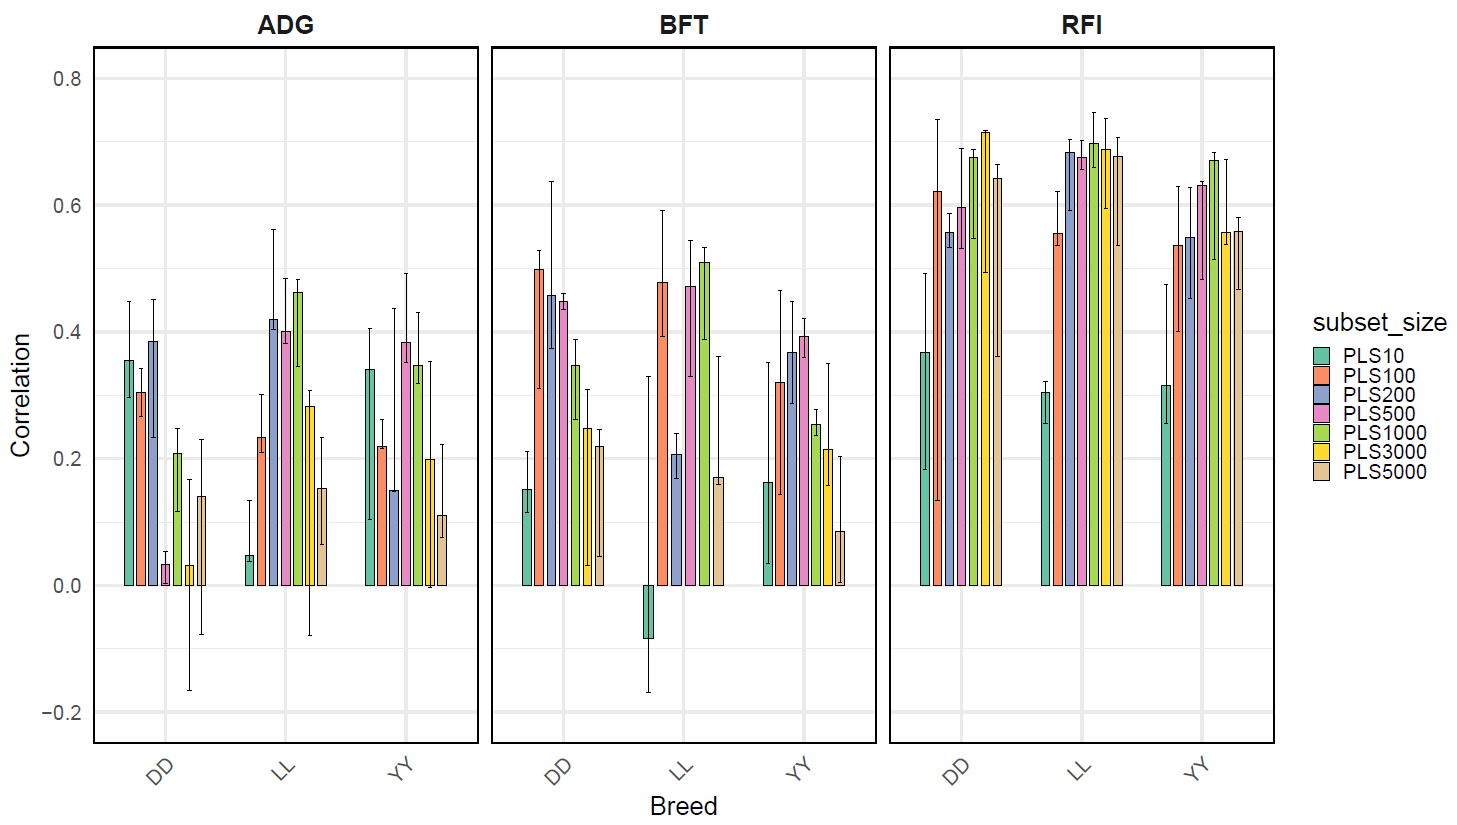 ADG BFT RFI
0.8
0.6
0.4
0.2
0.0
−0.2
Correlation
DD LL YY DD LL YY DD LL YY
Breed
subset_size
PLS10
PLS100
PLS200
PLS500
PLS1000
PLS3000
PLS5000